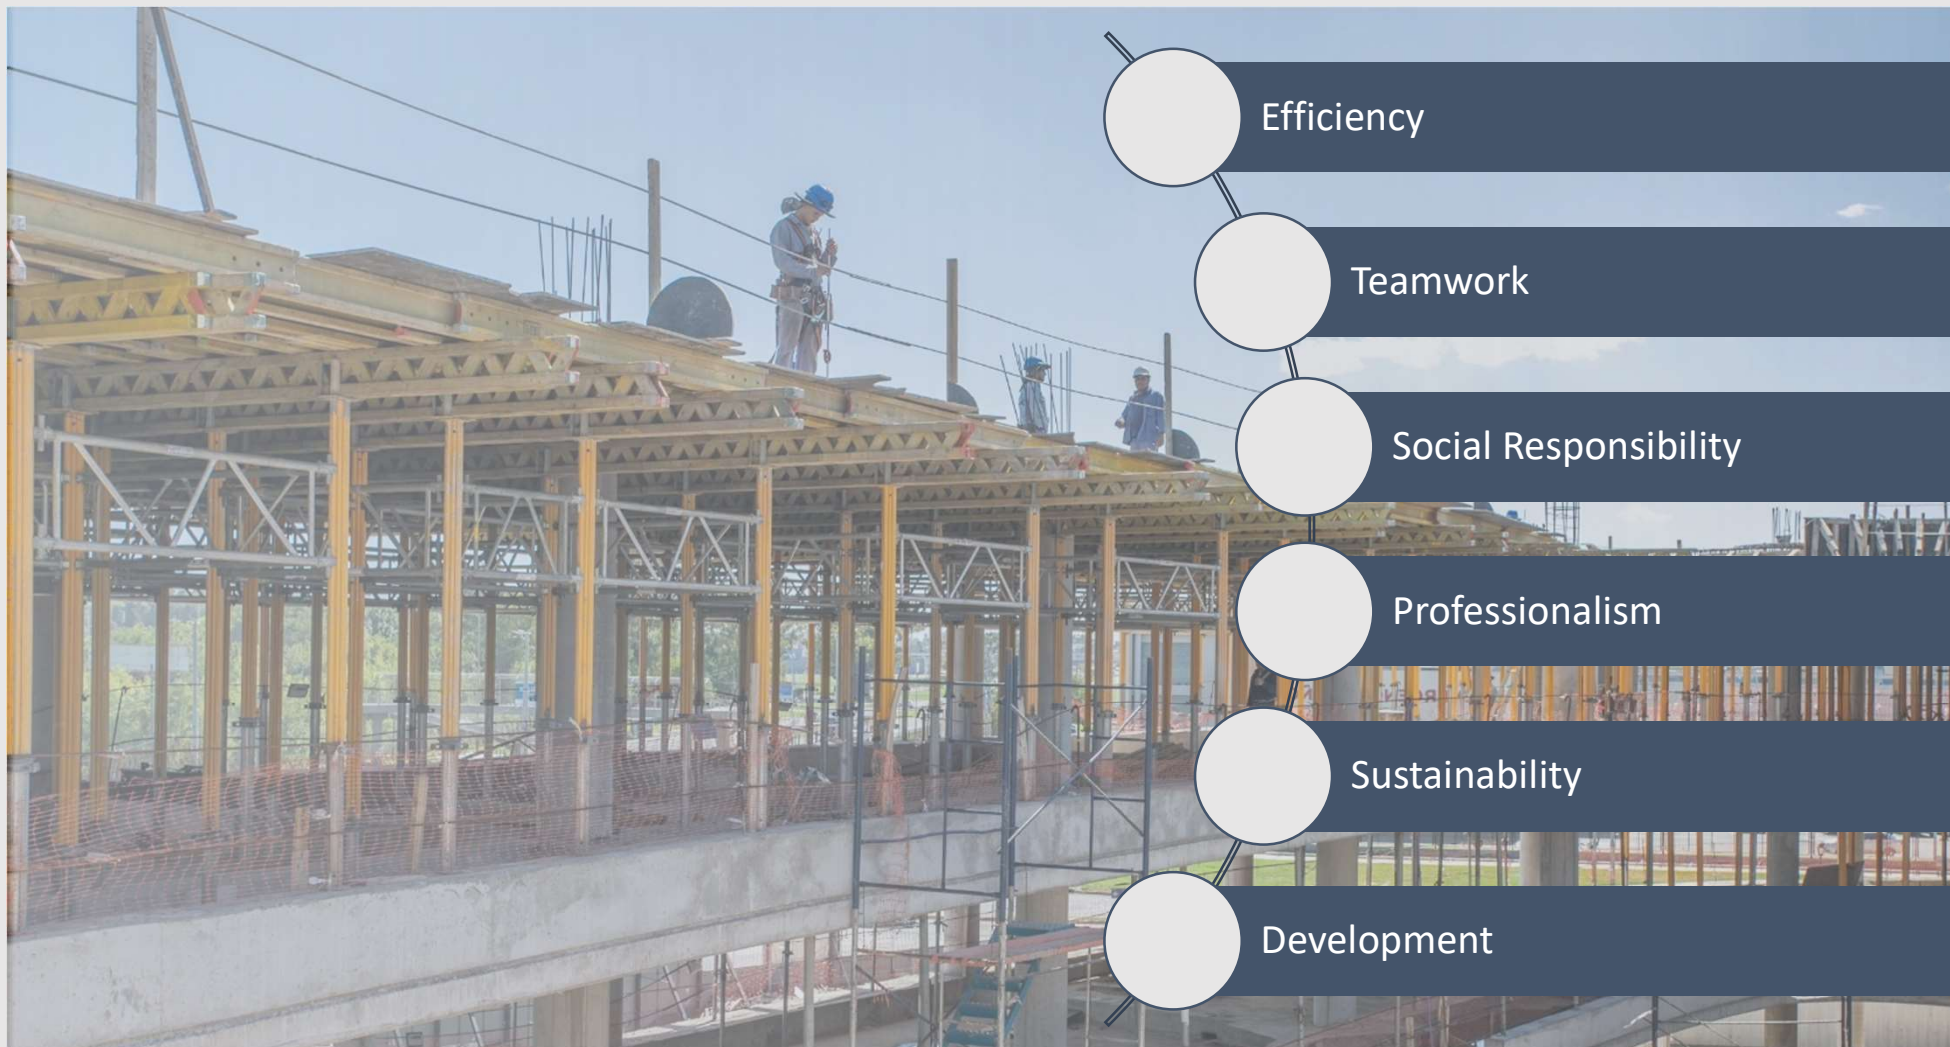 Efficiency
Teamwork
Social Responsibility
Professionalism
Sustainability
Development